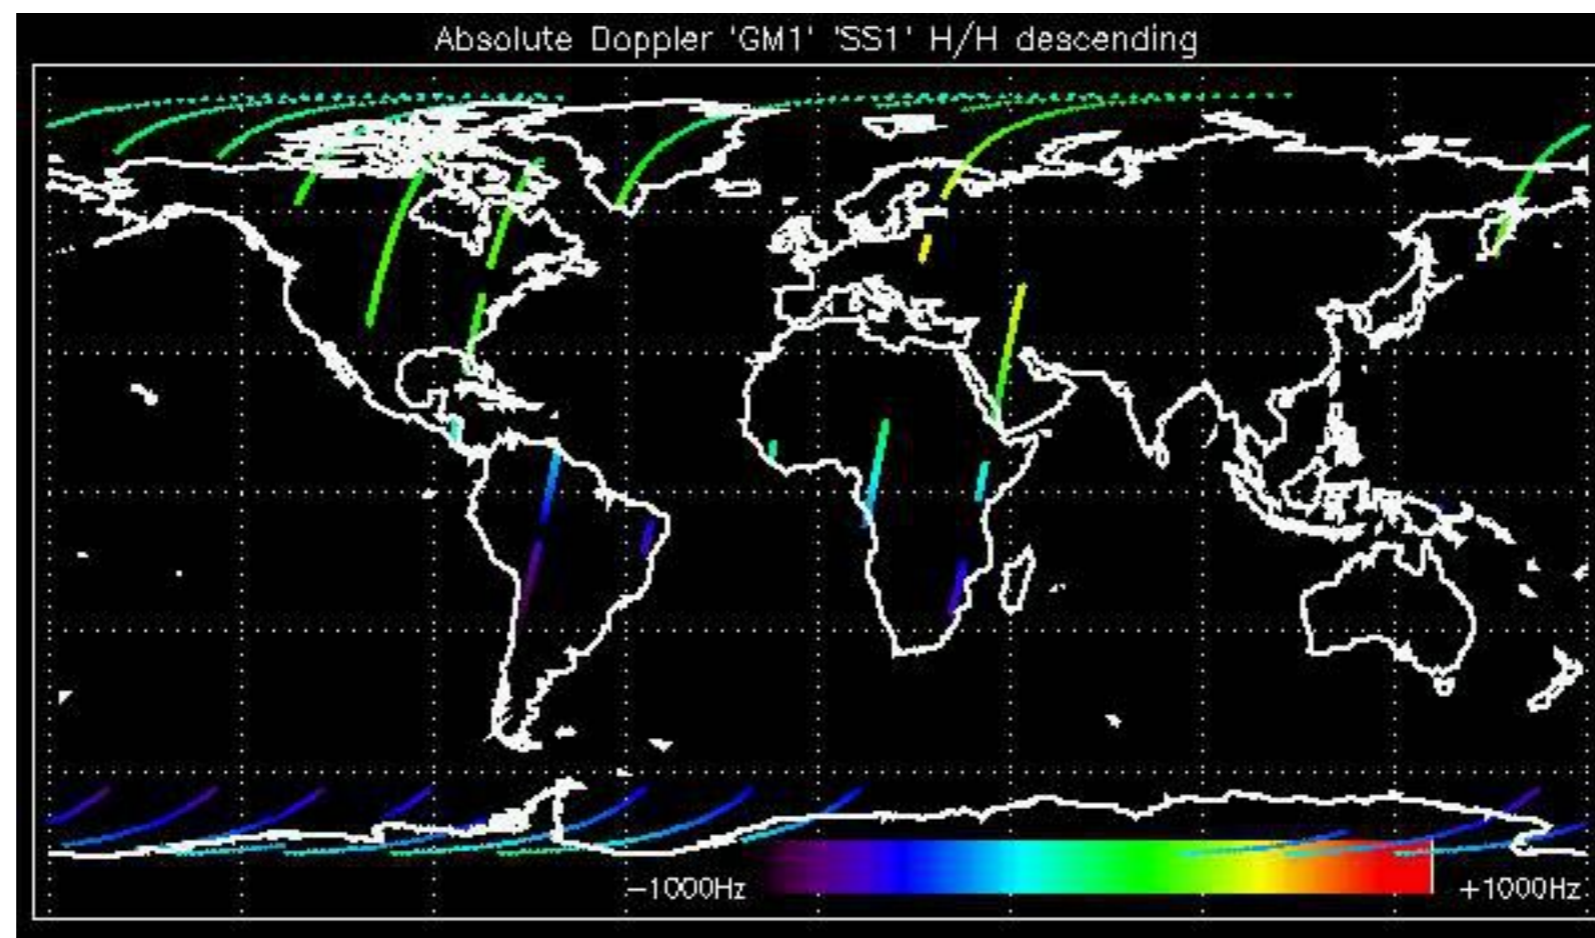 Absolute Doppler 'GM1' 'SS1' H/H descending
−1000Hz
+1000Hz